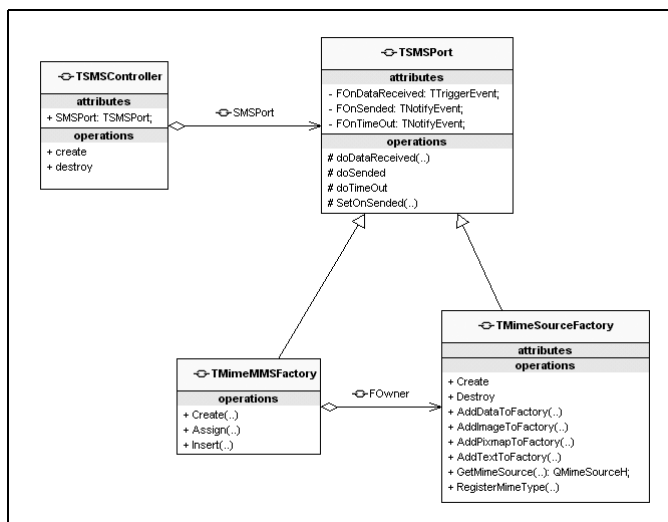 TSMSController
attributes
+ SMSPort: TSMSPort;
operations
+ create
+ destroy
SMSPort
TSMSPort
attributes
- FOnDataReceived: TTriggerEvent;
- FOnSended: TNotifyEvent;
- FOnTimeOut: TNotifyEvent;
operations
# doDataReceived(..)
# doSended
# doTimeOut
# SetOnSended(..)
TMimeMMSFactory
operations
+ Create(..)
+ Assign(..)
+ Insert(..)
FOwner
TMimeSourceFactory
attributes
operations
+ Create
+ Destroy
+ AddDataToFactory(..)
+ AddImageToFactory(..)
+ AddPixmapToFactory(..)
+ AddTextToFactory(..)
+ GetMimeSource(..): QMimeSourceH;
+ RegisterMimeType(..)